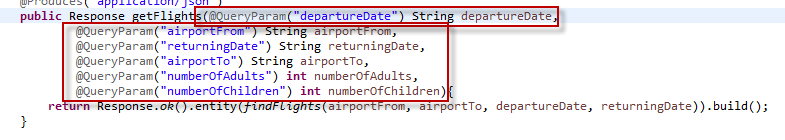 @Produces("application/json")
public Response getFlights(@QueryParam("departureDate") String departureDate,
@QueryParam("airportFrom") String airportFrom,
@QueryParam("returningDate") String returningDate,
@QueryParam("airportTo") String airportTo,
@QueryParam("numberOfAdults") int numberOfAdults,
@QueryParam("numberOfChildren") int numberOfChildren){
return Response.ok().entity(findFlights(airportFrom, airportTo, departureDate, returningDate)).build();
}